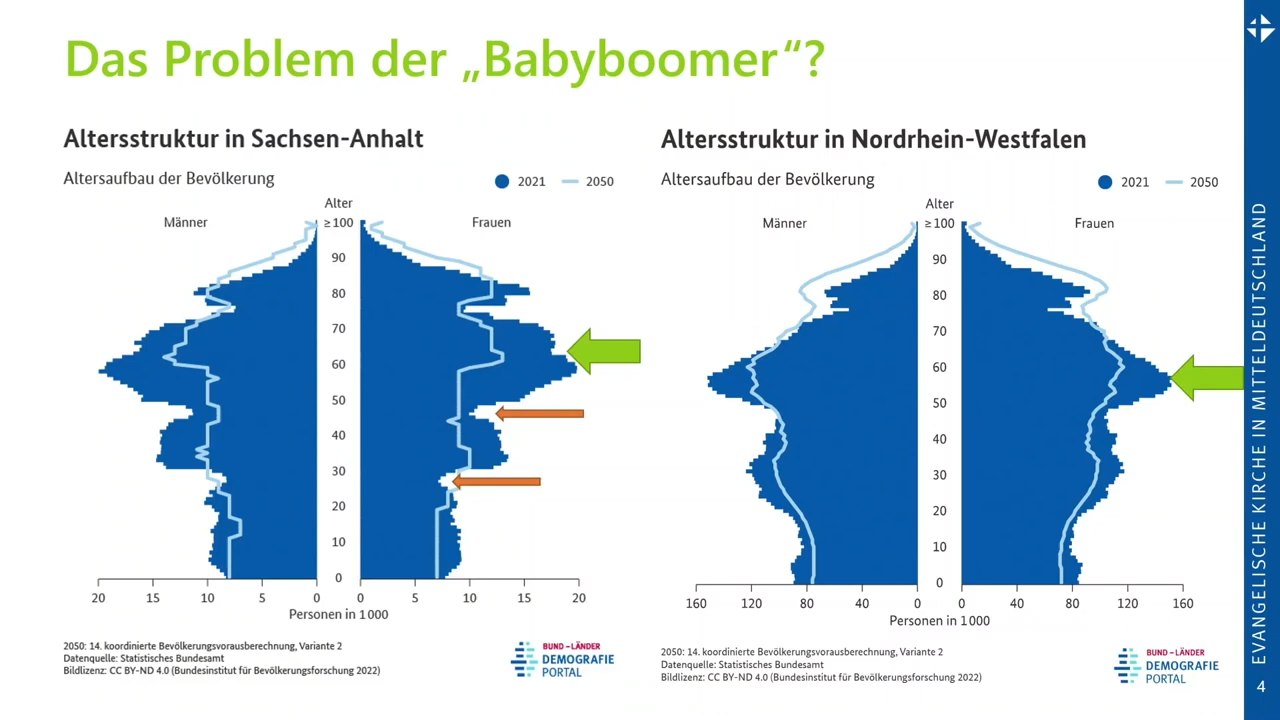 Das Problem der „Babyboomer“?
Altersstruktur in Sachsen-Anhalt
Altersaufbau der Bevölkerung
2021
2050
Alter
Männer
≥ 100
Frauen
90
80
70
60
50
40
30
20
10
0
20 15 10 5 0
0 5 10 15 20
Personen in 1 000
2050: 14. koordinierte Bevölkerungsvorausberechnung, Variante 2
Datenquelle: Statistisches Bundesamt
Bildlizenz: CC BY-ND 4.0 (Bundesinstitut für Bevölkerungsforschung 2022)
BUND – LÄNDER
DEMOGRAFIE
PORTAL
Altersstruktur in Nordrhein-Westfalen
Altersaufbau der Bevölkerung
2021
2050
Alter
Männer
≥ 100
Frauen
90
80
70
60
50
40
30
20
10
0
160 120 80 40 0
0 40 80 120 160
Personen in 1 000
2050: 14. koordinierte Bevölkerungsvorausberechnung, Variante 2
Datenquelle: Statistisches Bundesamt
Bildlizenz: CC BY-ND 4.0 (Bundesinstitut für Bevölkerungsforschung 2022)
BUND – LÄNDER
DEMOGRAFIE
PORTAL
EVANGELISCHE KIRCHE IN MITTELDEUTSCHLAND
4